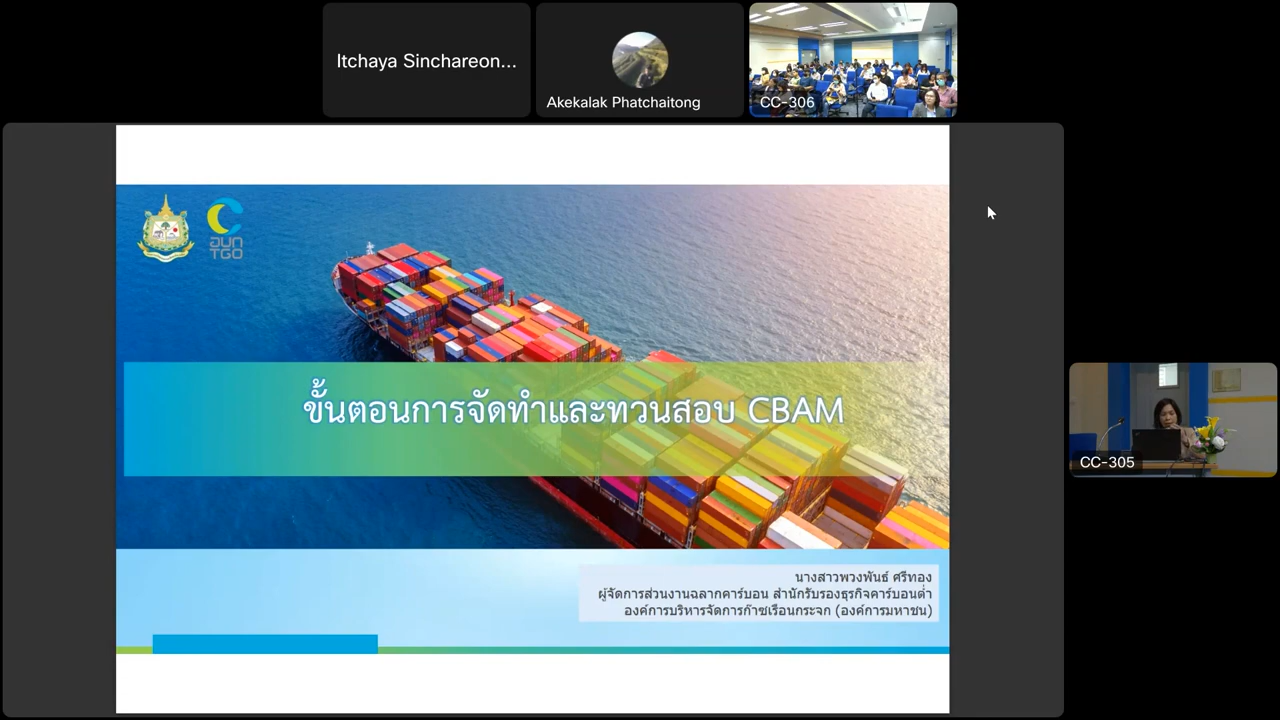 Itchaya Sinchareon...
Akekalak Phatchaitong
CC-306
อบก
TGO
ขั้นตอนการจัดทำและทวนสอบ CBAM
CC-305
นางสาวพวงพันธ์ ศรีทอง
ผู้จัดการส่วนงานฉลากคาร์บอน สำนักรับรองธุรกิจคาร์บอนต่ำ
องค์การบริหารจัดการก๊าซเรือนกระจก (องค์การมหาชน)